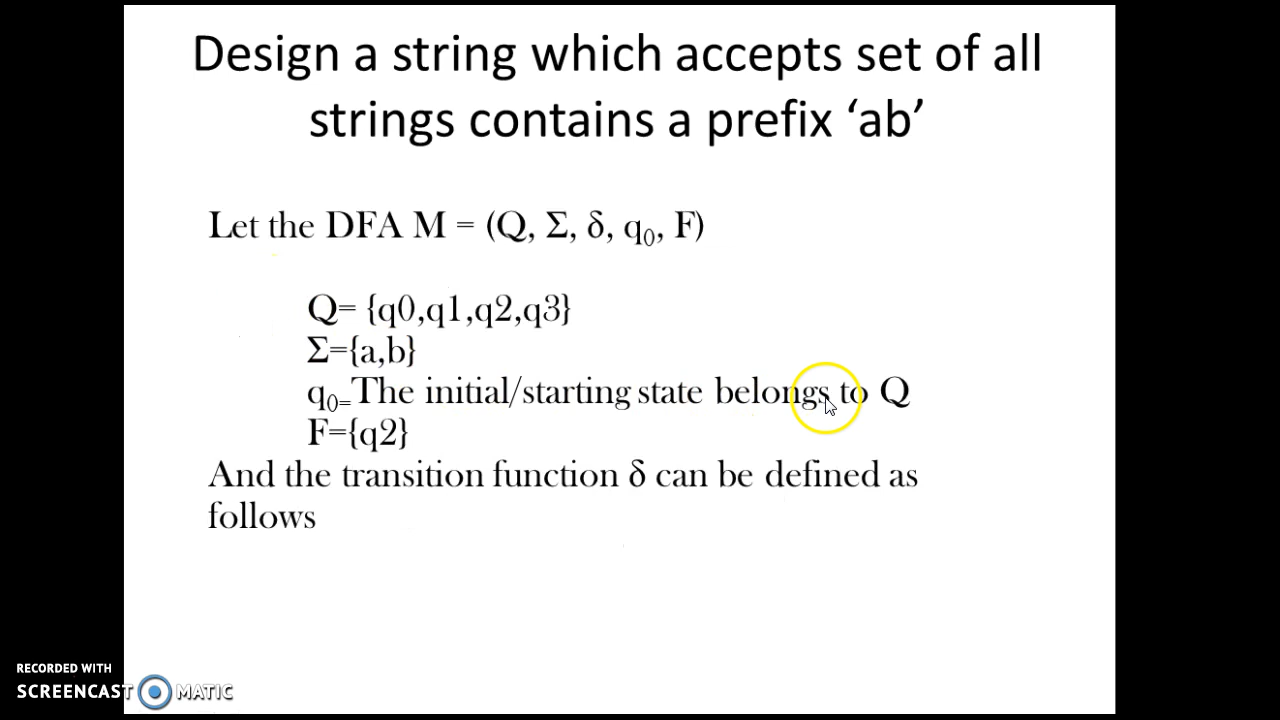 Design a string which accepts set of all
strings contains a prefix ‘ab’
Let the DFA M = (Q, Σ, δ, q₀, F)
Q= {q0,q1,q2,q3}
Σ={a,b}
q₀₌The initial/starting state belongs to Q
F={q2}
And the transition function δ can be defined as
follows
RECORDED WITH
SCREENCAST MATIC